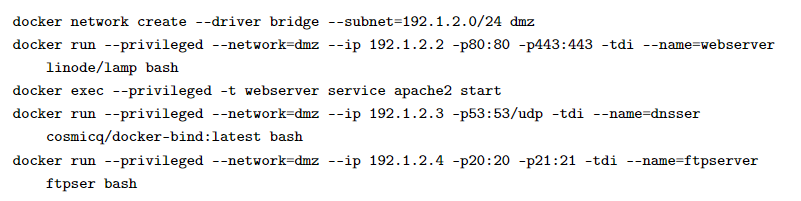 docker network create --driver bridge --subnet=192.1.2.0/24 dmz
docker run --privileged --network=dmz --ip 192.1.2.2 -p80:80 -p443:443 -tdi --name=webserver
linode/lamp bash
docker exec --privileged -t webserver service apache2 start
docker run --privileged --network=dmz --ip 192.1.2.3 -p53:53/udp -tdi --name=dnsser
cosmicq/docker-bind:latest bash
docker run --privileged --network=dmz --ip 192.1.2.4 -p20:20 -p21:21 -tdi --name=ftpserver
ftpser bash